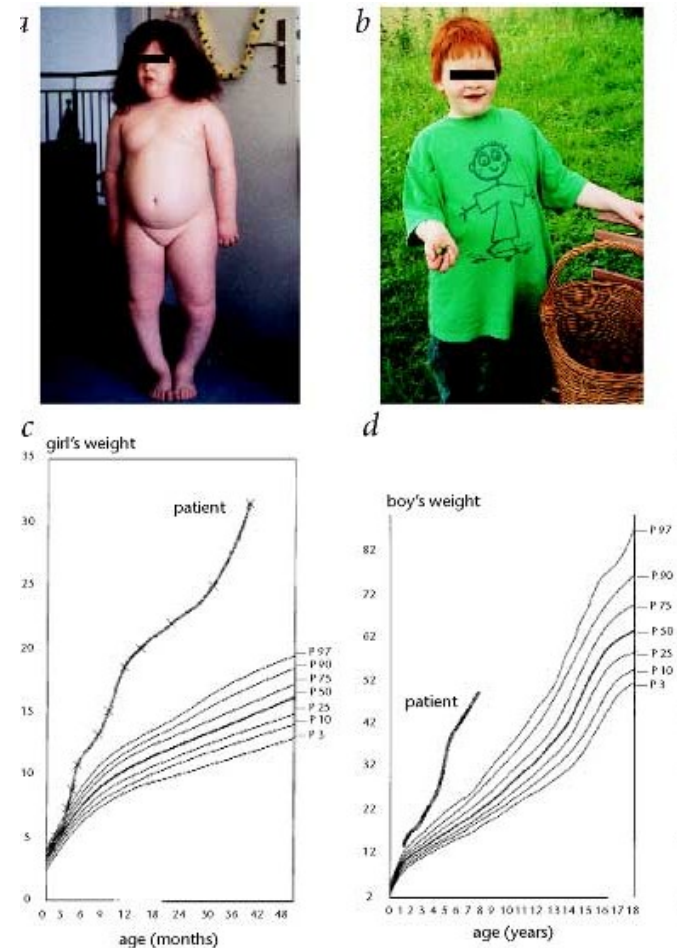 a
b
c
girl's weight
35
30
25
20
15
10
5
0
patient
P 97
P 90
P 75
P 50
P 25
P 10
P 3
0 3 6 9 12 18 24 30 36 42 48
age (months)
d
boy's weight
82
72
62
52
42
32
22
12
2
patient
P 97
P 90
P 75
P 50
P 25
P 10
P 3
0 1 2 3 4 5 6 7 8 9 10 11 12 13 14 15 16 17 18
age (years)